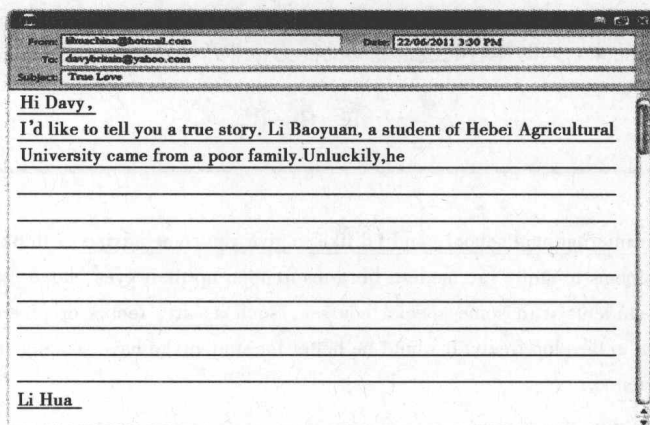 From: lilmachina@hotmail.com Date: 22/06/2011 3:30 PM
To: davybritain@yahoo.com
Subject: True Love
Hi Davy,
I'd like to tell you a true story. Li Baoyuan, a student of Hebei Agricultural
University came from a poor family.Unluckily,he
Li Hua